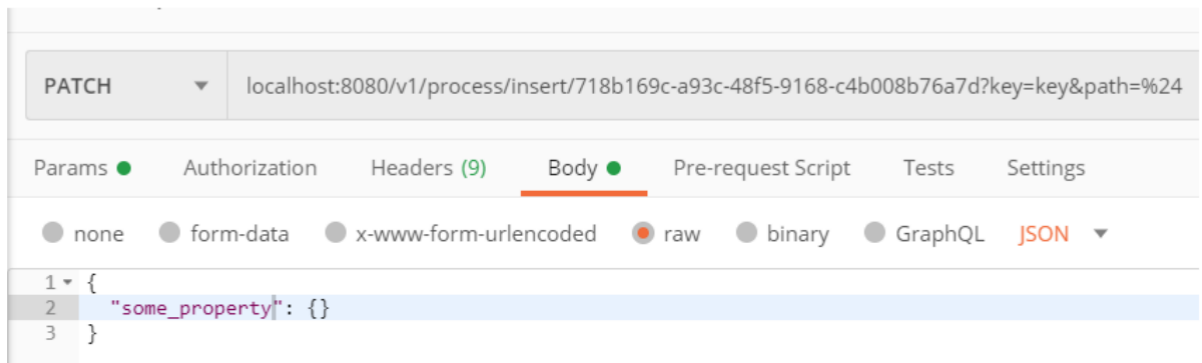 PATCH localhost:8080/v1/process/insert/718b169c-a93c-48f5-9168-c4b008b76a7d?key=key&path=%24
Params Authorization Headers (9) Body Pre-request Script Tests Settings
none form-data x-www-form-urlencoded raw binary GraphQL JSON
1 {
2 "some_property": {}
3 }